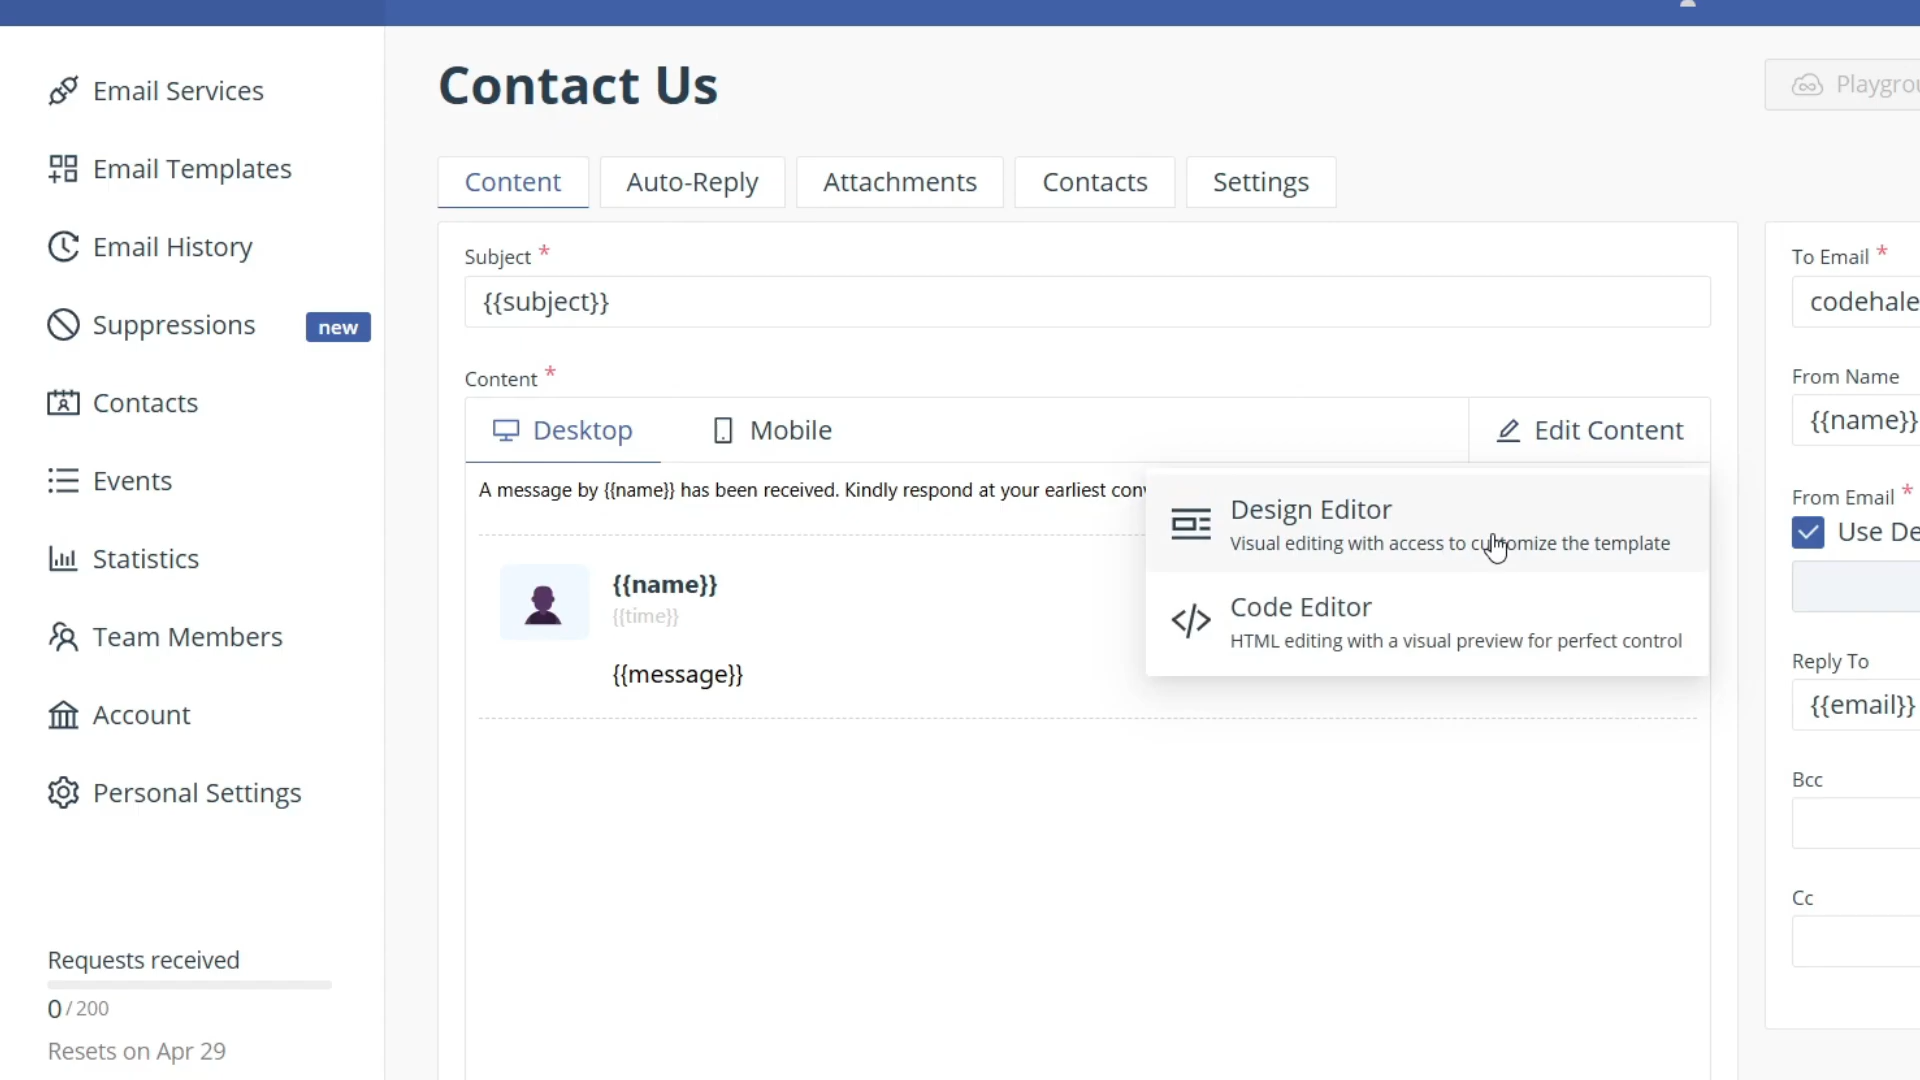 Email Services
Email Templates
Email History
Suppressions new
Contacts
Events
Statistics
Team Members
Account
Personal Settings
Requests received
0/200
Resets on Apr 29
Contact Us
Content Auto-Reply Attachments Contacts Settings
Subject *
{{subject}}
Content *
Desktop Mobile Edit Content
A message by {{name}} has been received. Kindly respond at your earliest
{{name}}
{{time}}
{{message}}
Design Editor
Visual editing with access to customize the template
Code Editor
HTML editing with a visual preview for perfect control
To Email *
From Name
{{name}}
From Email *
Use
Reply To
{{email}}
Bcc
Cc